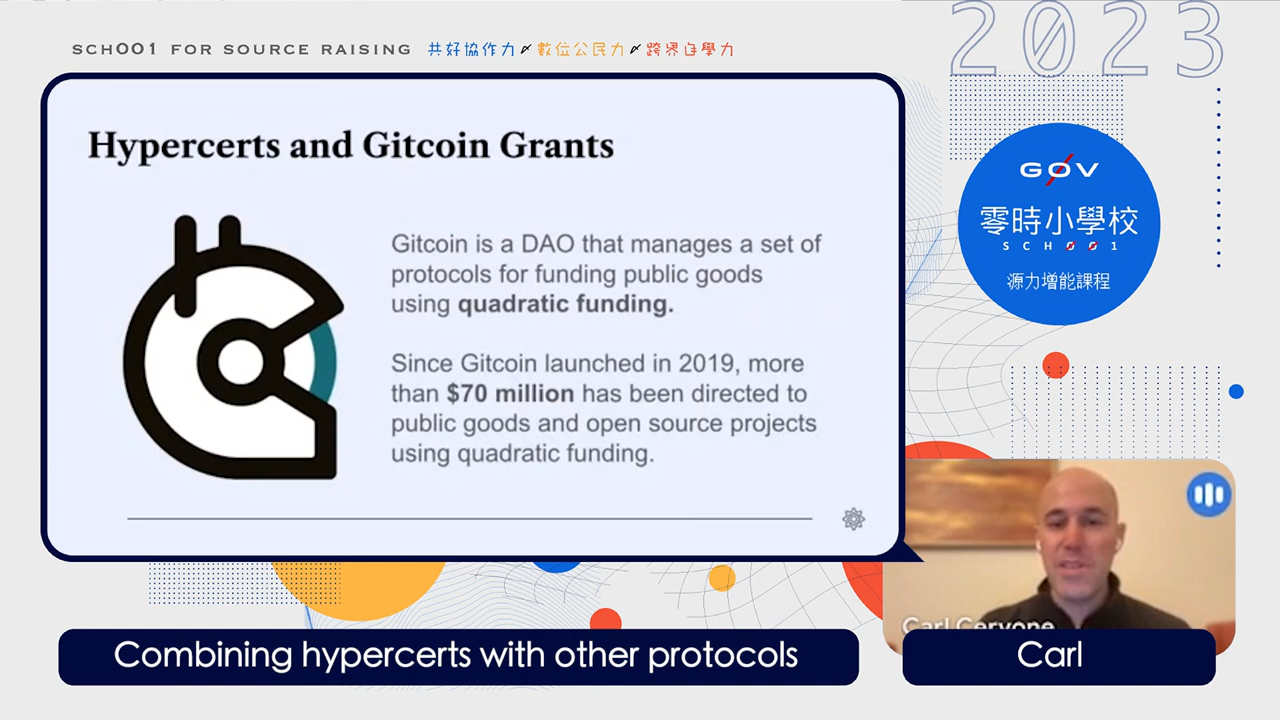 SCH001 FOR SOURCE RAISING 共好協作力 數位公民力 跨界自學力
2023
Hypercerts and Gitcoin Grants
Gitcoin is a DAO that manages a set of
protocols for funding public goods
using quadratic funding.
Since Gitcoin launched in 2019, more
than $70 million has been directed to
public goods and open source projects
using quadratic funding.
GØV
零時小學校
SCHØØ1
源力增能課程
Carl Cervone
Combining hypercerts with other protocols
Carl